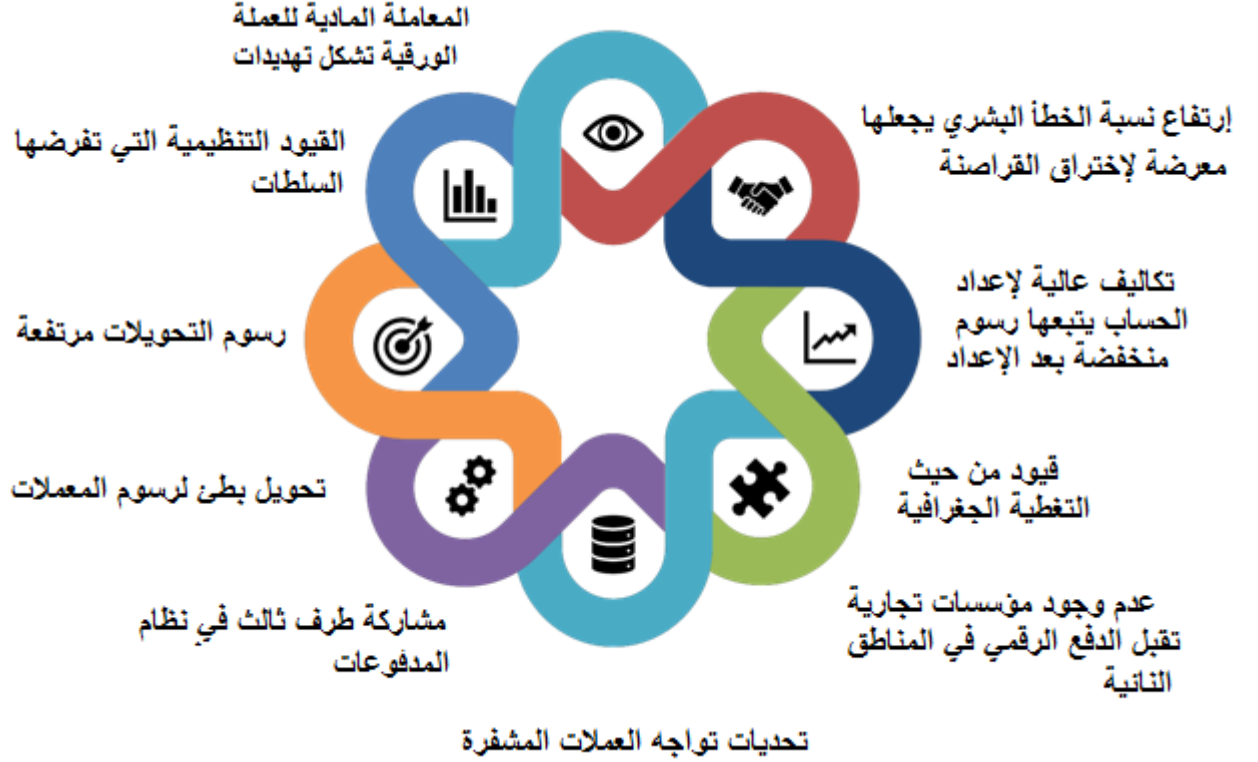 المعاملة المادية للعملة
الورقية تشكل تهديدات
إرتفاع نسبة الخطأ البشري يجعلها
معرضة لإختراق القراصنة
القيود التنظيمية التي تفرضها
السلطات
تكاليف عالية لإعداد
الحساب يتبعها رسوم
منخفضة بعد الإعداد
رسوم التحويلات مرتفعة
قيود من حيث
التغطية الجغرافية
تحويل بطئ لرسوم المعملات
عدم وجود مؤسسات تجارية
تقبل الدفع الرقمي في المناطق
النانية
مشاركة طرف ثالث في نظام
المدفوعات
تحديات تواجه العملات المشفرة